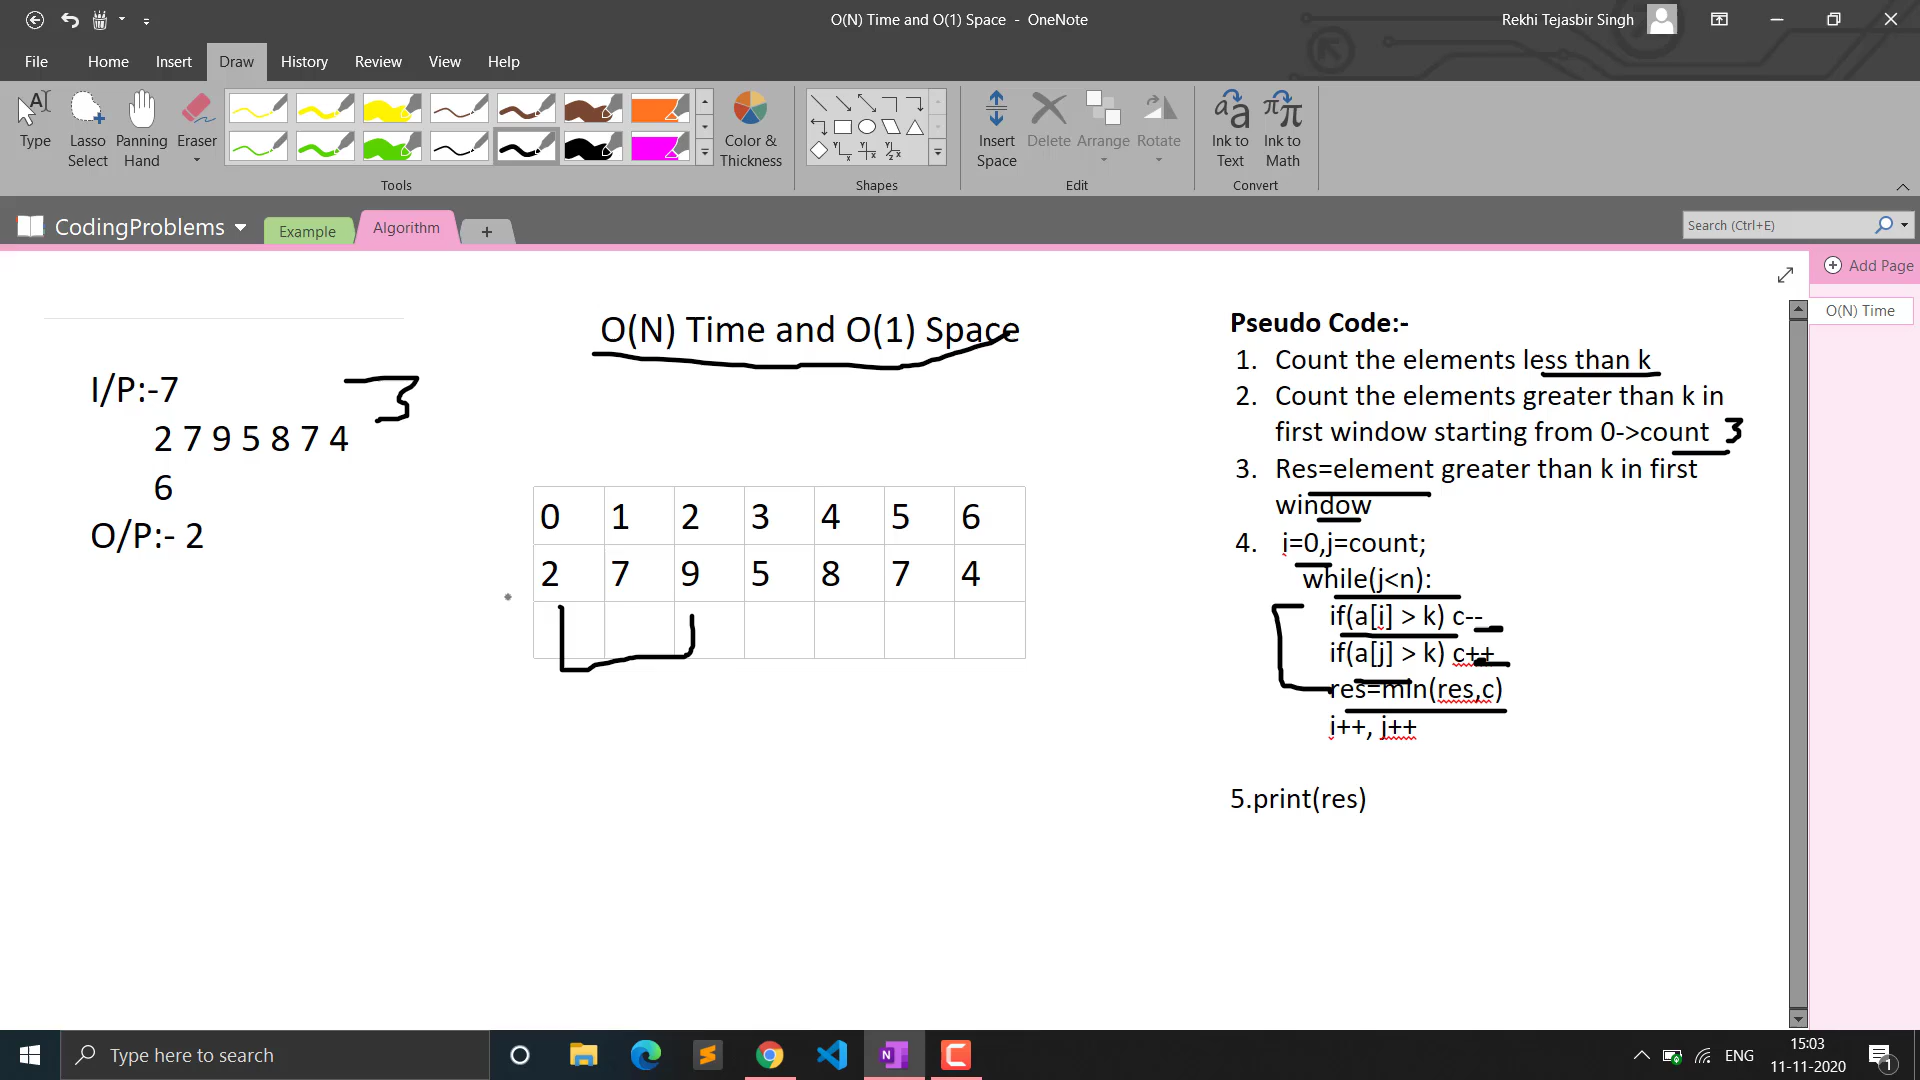 O(N) Time and O(1) Space - OneNote
Rekhi Tejasbir Singh
File Home Insert Draw History Review View Help
Type
Lasso Select
Panning Hand
Eraser
Color & Thickness
Insert Space
Delete
Arrange
Rotate
Ink to Text
Ink to Math
Tools
Shapes
Edit
Convert
CodingProblems
Example
Algorithm
+
Search (Ctrl+E)
Add Page
O(N) Time
O(N) Time and O(1) Space
I/P:-7
3
2 7 9 5 8 7 4
6
O/P:- 2
0 1 2 3 4 5 6
2 7 9 5 8 7 4
Pseudo Code:-
1. Count the elements less than k
2. Count the elements greater than k in
first window starting from 0->count 3
3. Res=element greater than k in first
window
4. i=0,j=count;
while(j<n):
if(a[i] > k) c--
if(a[j] > k) c++
res=min(res,c)
i++, j++
5.print(res)
Type here to search
ENG
15:03
11-11-2020
1